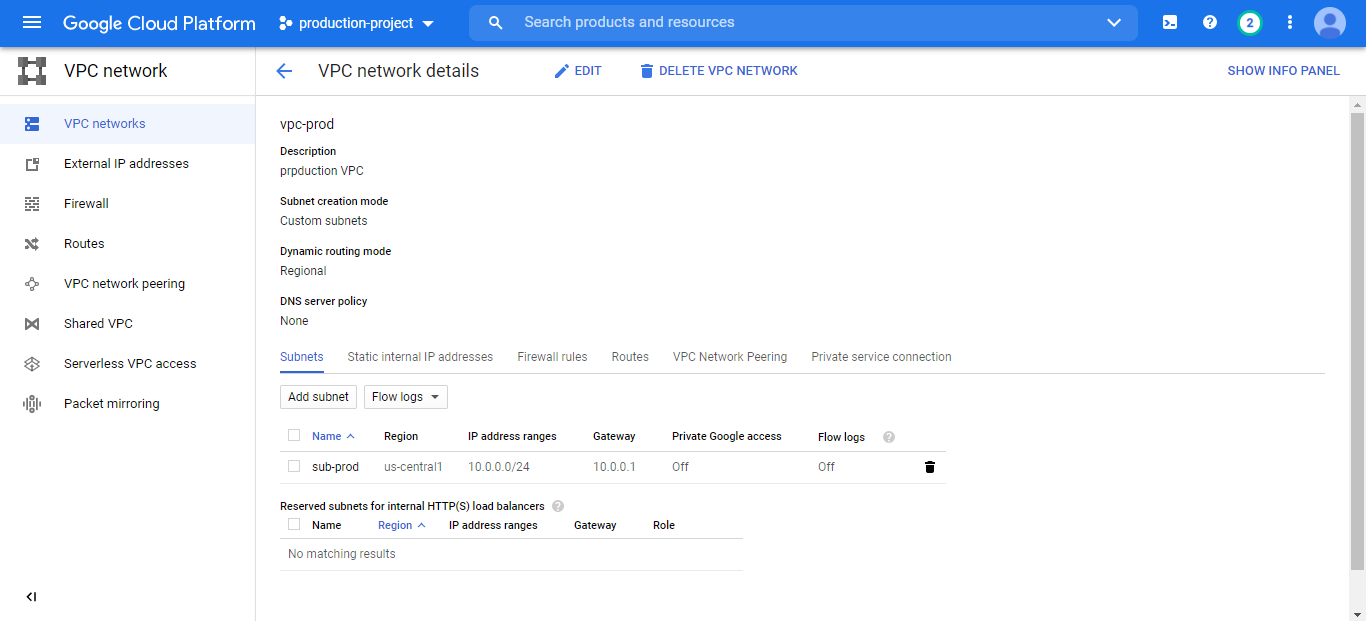 Google Cloud Platform production-project Search products and resources 2
VPC network
VPC network details EDIT DELETE VPC NETWORK SHOW INFO PANEL
VPC networks
External IP addresses
Firewall
Routes
VPC network peering
Shared VPC
Serverless VPC access
Packet mirroring
vpc-prod
Description
prpduction VPC
Subnet creation mode
Custom subnets
Dynamic routing mode
Regional
DNS server policy
None
Subnets Static internal IP addresses Firewall rules Routes VPC Network Peering Private service connection
Add subnet Flow logs
Name Region IP address ranges Gateway Private Google access Flow logs ?
sub-prod us-central1 10.0.0.0/24 10.0.0.1 Off Off
Reserved subnets for internal HTTP(S) load balancers ?
Name Region IP address ranges Gateway Role
No matching results